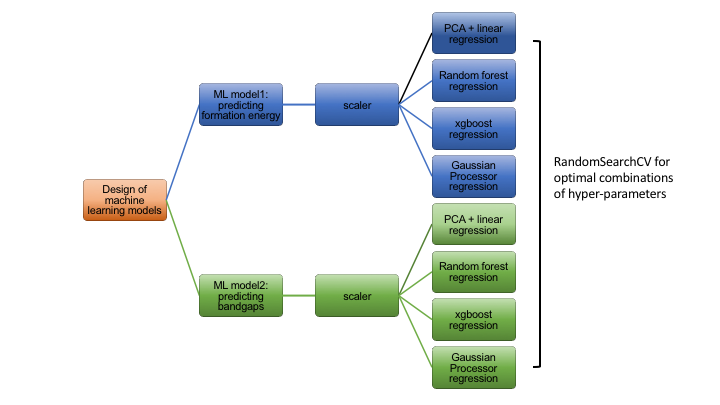 Design of
machine
learning models
ML model1:
predicting
formation energy
scaler
PCA + linear
regression
Random forest
regression
xgboost
regression
Gaussian
Processor
regression
ML model2:
predicting
bandgaps
scaler
PCA + linear
regression
Random forest
regression
xgboost
regression
Gaussian
Processor
regression
RandomSearchCV for
optimal combinations
of hyper-parameters